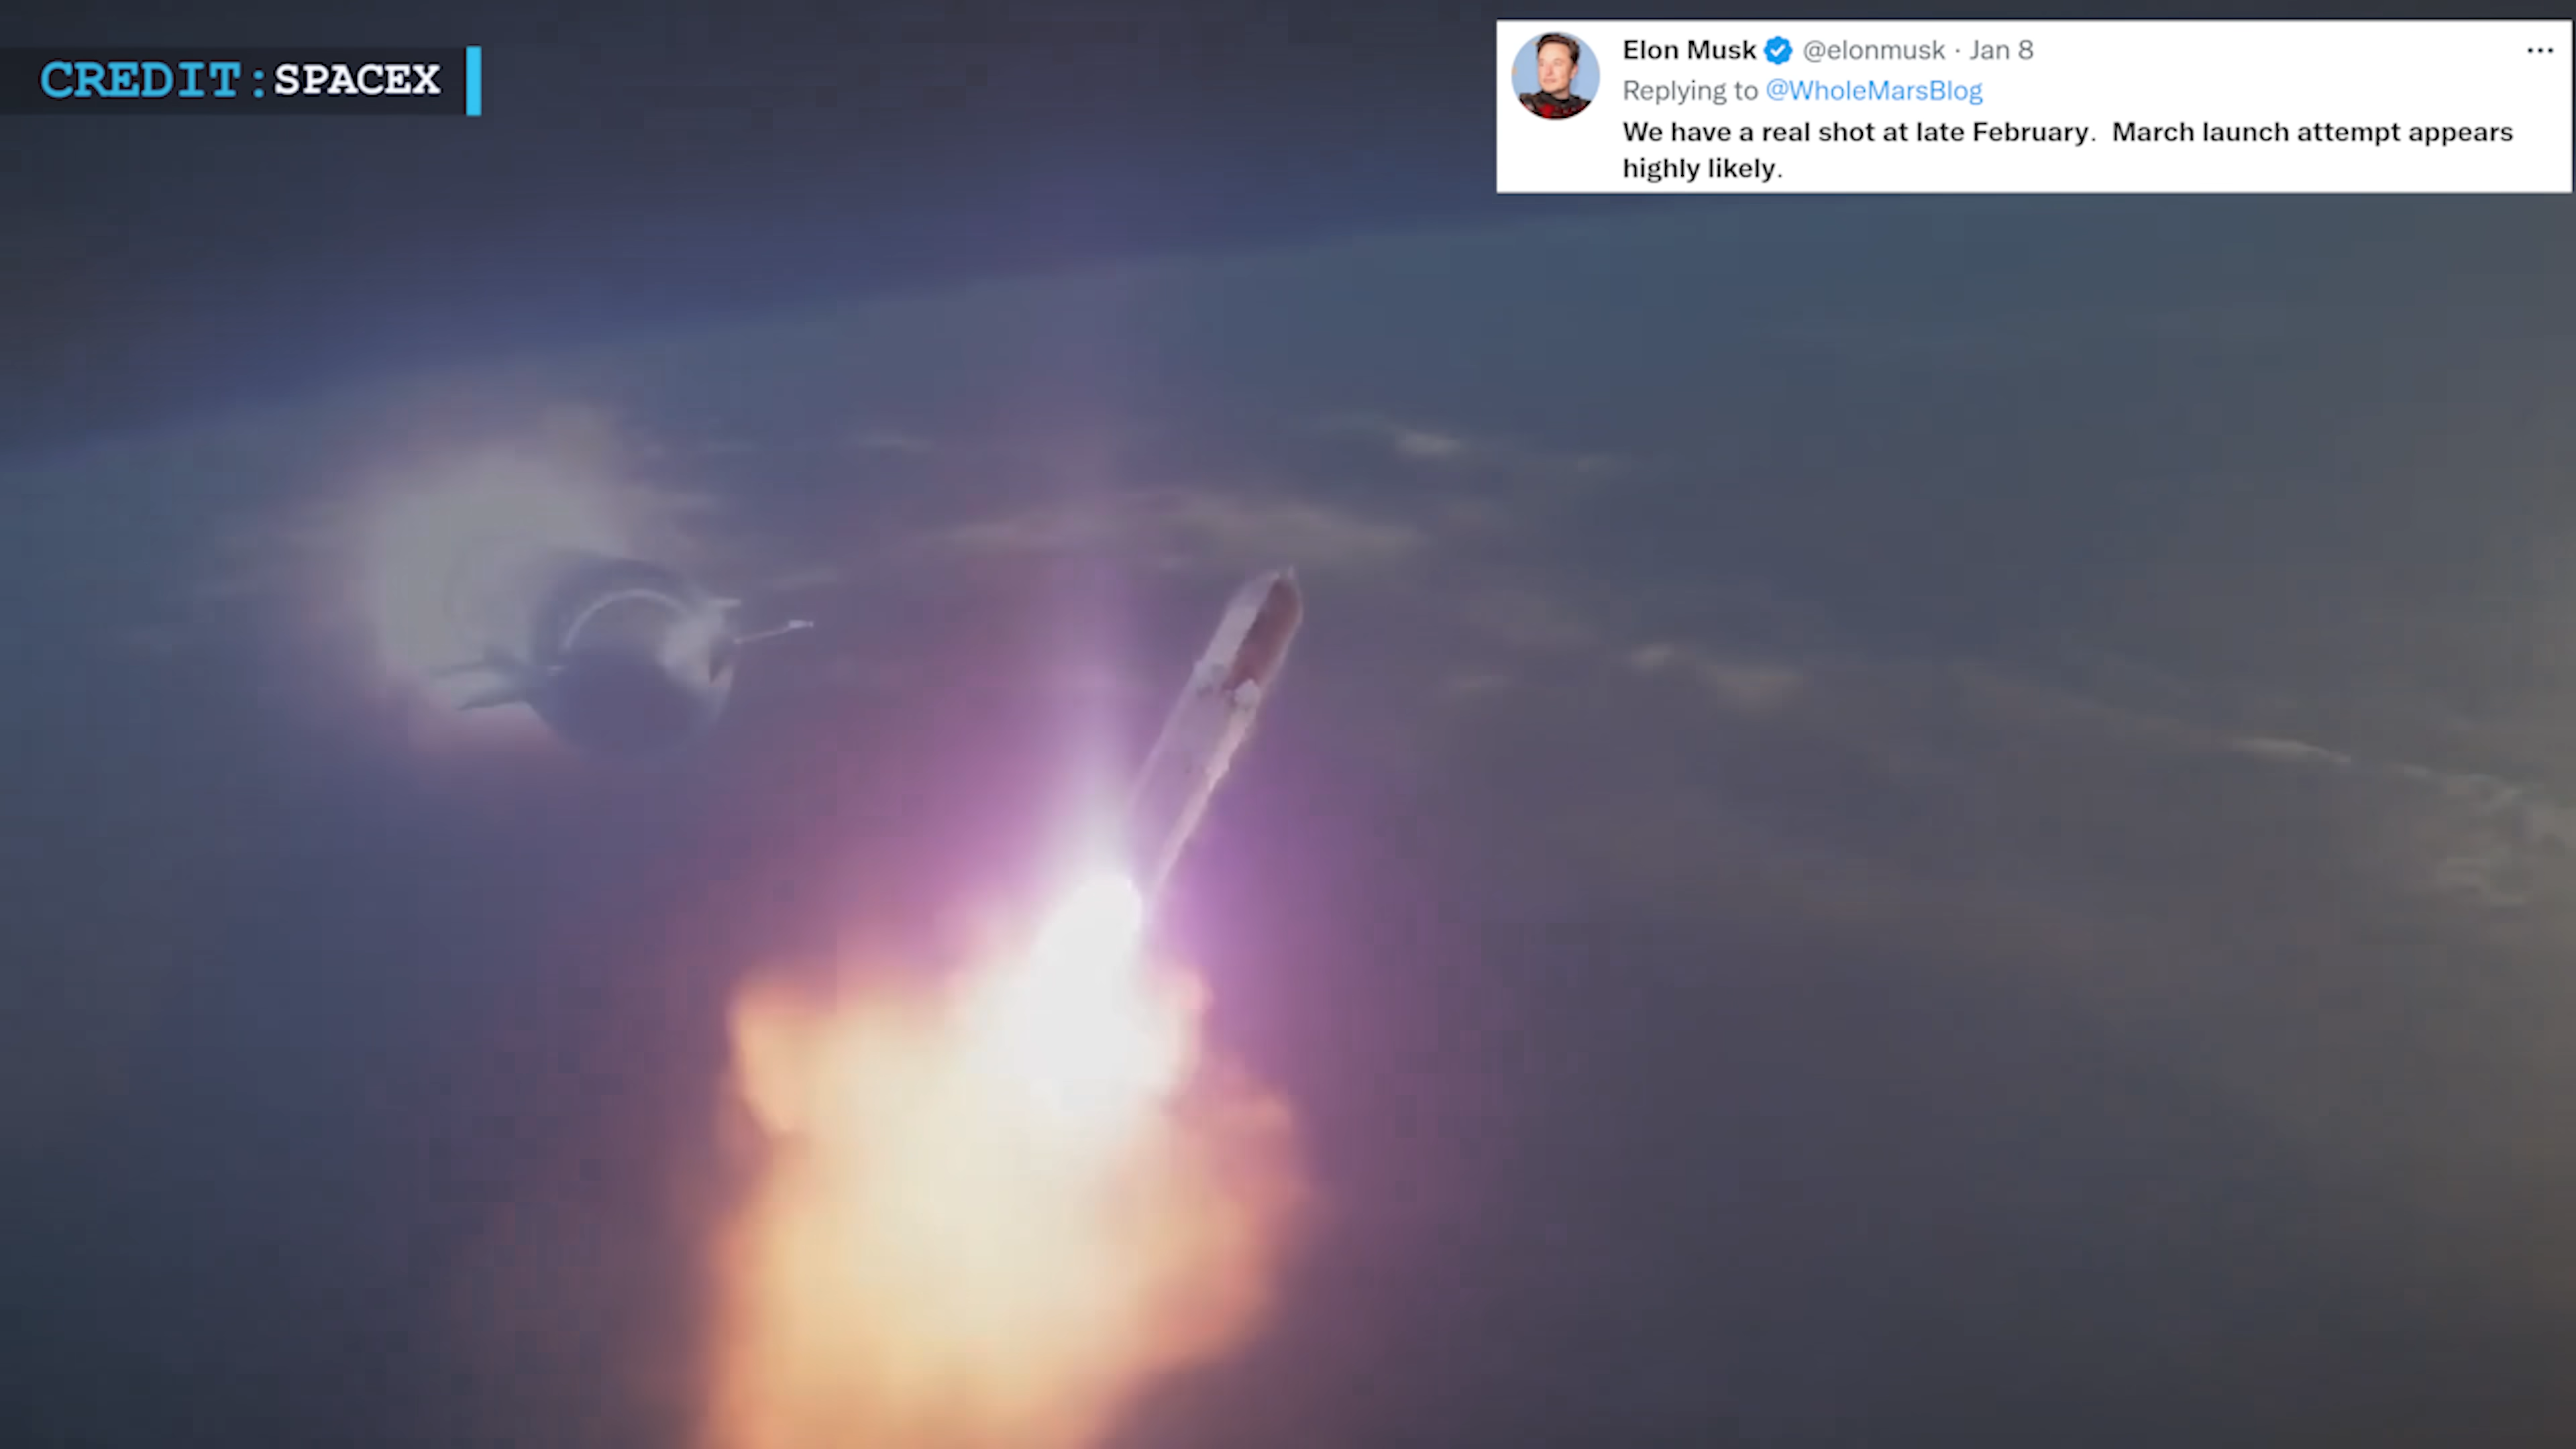 CREDIT:SPACEX
Elon Musk @elonmusk · Jan 8
Replying to @WholeMarsBlog
We have a real shot at late February. March launch attempt appears
highly likely.